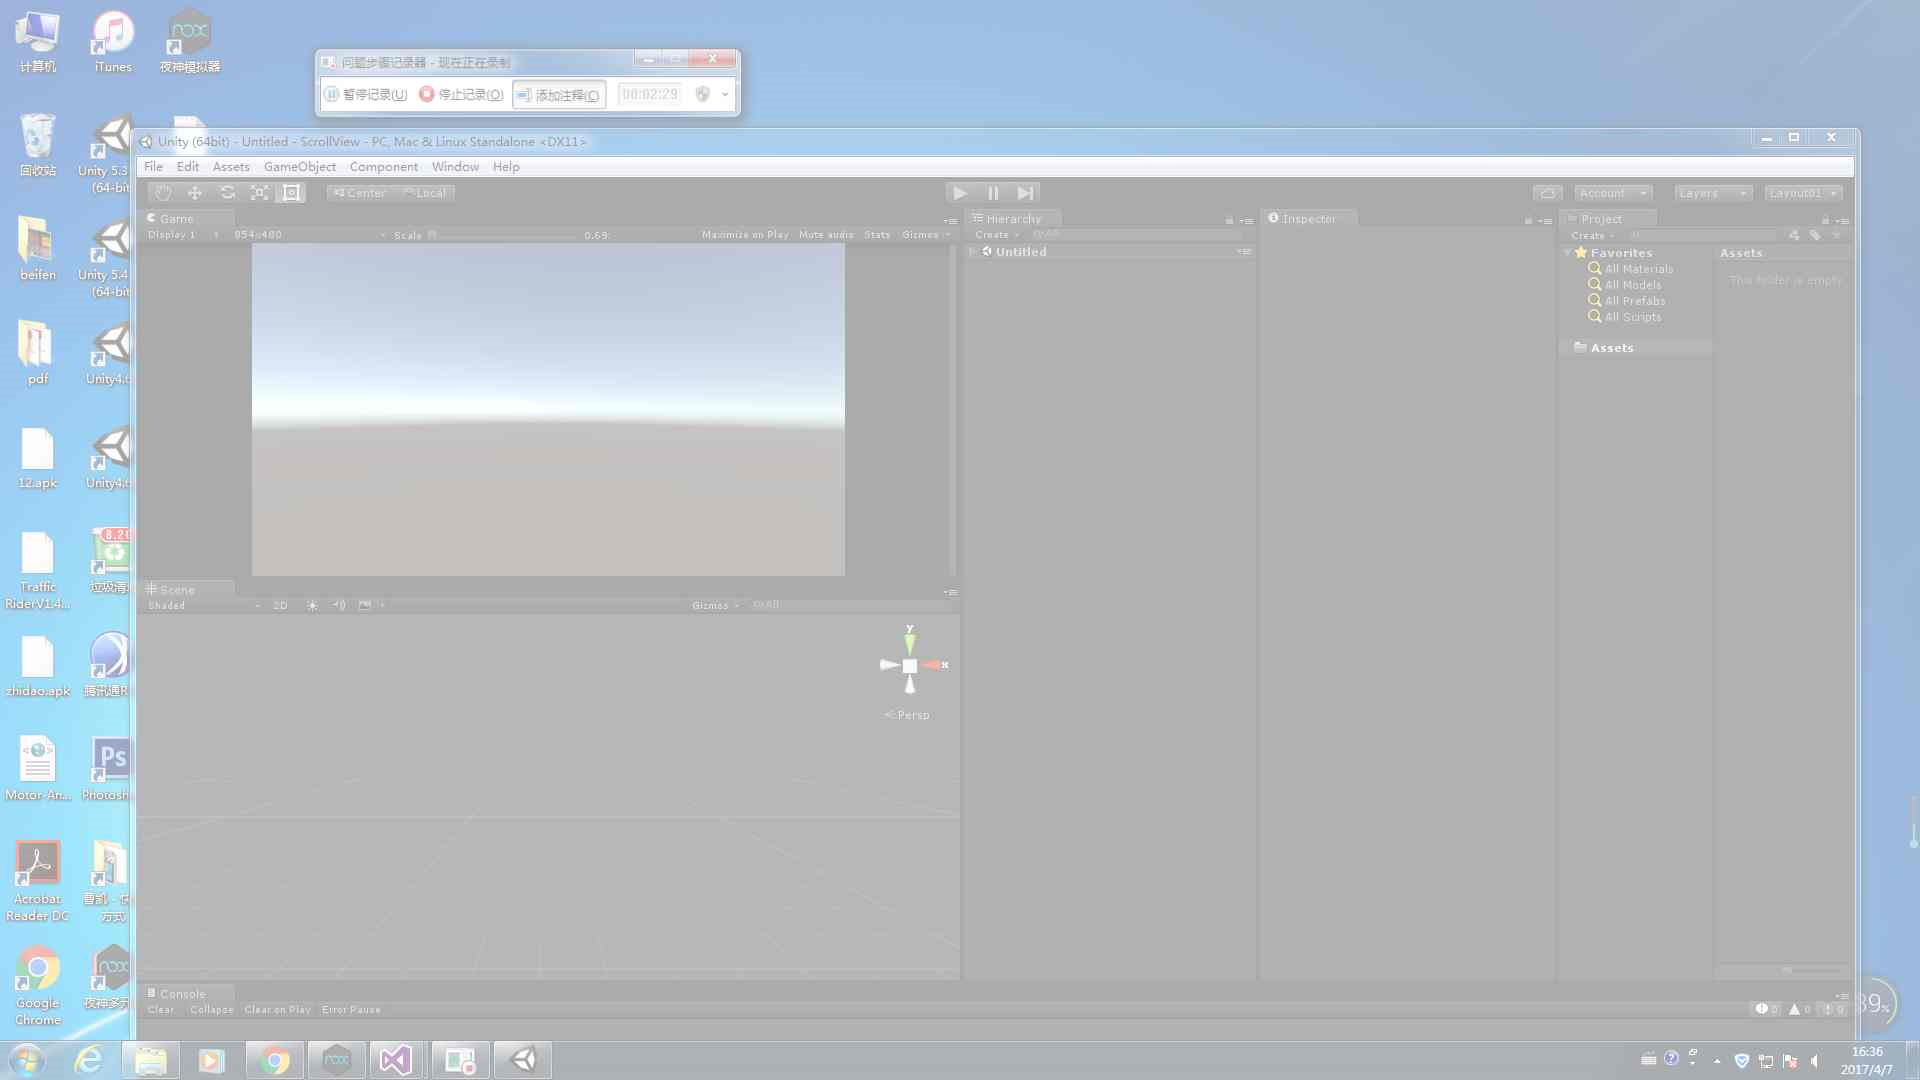 计算机
iTunes
夜神模拟器
回收站
Unity 5.3
(64-bit
beifen
Unity 5.4
(64-bit
pdf
Unity4.
12.apk
Unity4.
8.2
Traffic
RiderV1.4...
垃圾清
zhidao.apk
腾讯通R
Motor-An...
Ps
Photosh
Acrobat
Reader DC
方式
Google
Chrome
nox
夜神多
问题步骤记录器 - 现在正在录制
暂停记录(U)
停止记录(O)
添加注释(C)
00:02:29
Unity (64bit) - Untitled - ScrollView - PC, Mac & Linux Standalone <DX11>
File Edit Assets GameObject Component Window Help
Center Local
Account Layers Layout01
Game
Display 1 854x480 Scale 0.69 Maximize on Play Mute audio Stats Gizmos
Hierarchy
Create All
Untitled
Inspector
Project
Create
Favorites
All Materials
All Models
All Prefabs
All Scripts
Assets
Assets
This folder is empty
Scene
Shaded 2D Gizmos All
y
x
Persp
Console
Clear Collapse Clear on Play Error Pause
0 0 0
39%
16:36
2017/4/7